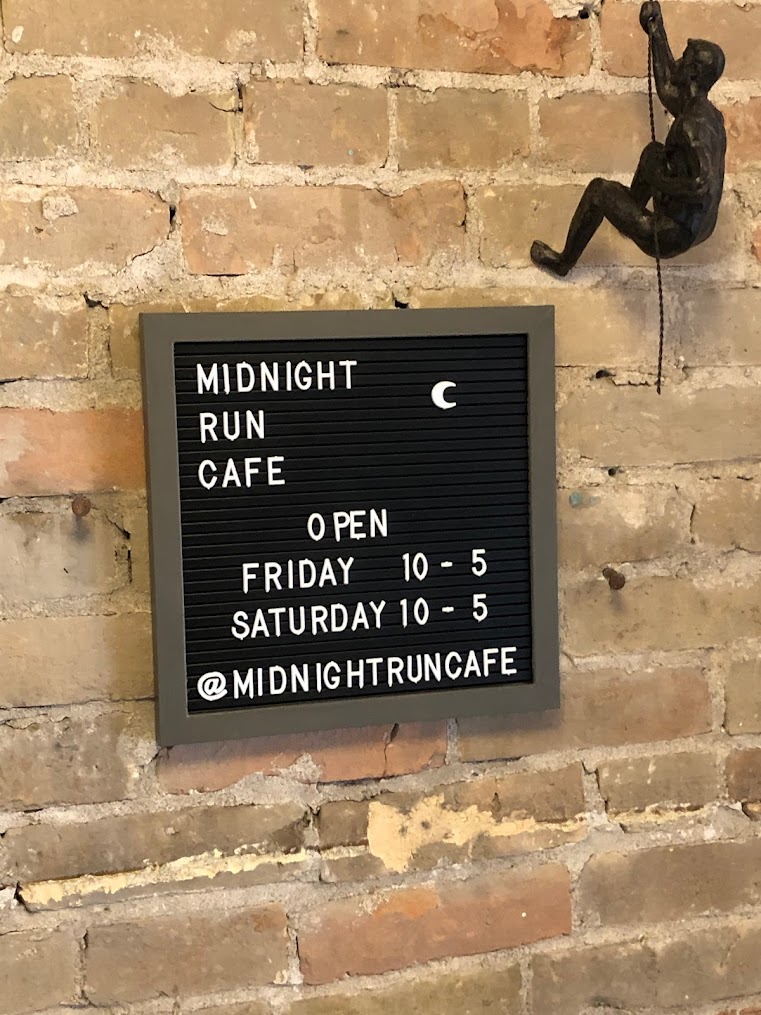 MIDNIGHT
RUN
CAFE
OPEN
FRIDAY 10 - 5
SATURDAY 10 - 5
@MIDNIGHTRUNCAFE